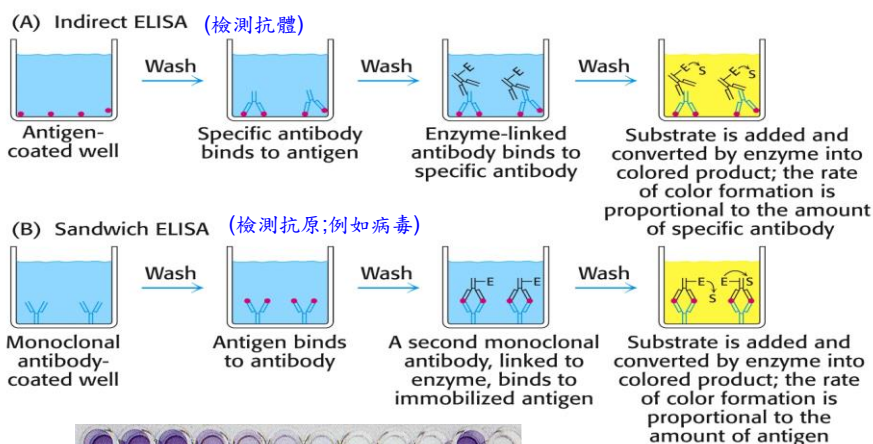 (A) Indirect ELISA (檢測抗體)
Wash
Wash
Wash
E
E
E
S
E
S
Antigen-
coated well
Specific antibody
binds to antigen
Enzyme-linked
antibody binds to
specific antibody
Substrate is added and
converted by enzyme into
colored product; the rate
of color formation is
proportional to the amount
of specific antibody
(B) Sandwich ELISA (檢測抗原;例如病毒)
Wash
Wash
Wash
E
E
E
S
E
S
Monoclonal
antibody-
coated well
Antigen binds
to antibody
A second monoclonal
antibody, linked to
enzyme, binds to
immobilized antigen
Substrate is added and
converted by enzyme into
colored product; the rate
of color formation is
proportional to the
amount of antigen